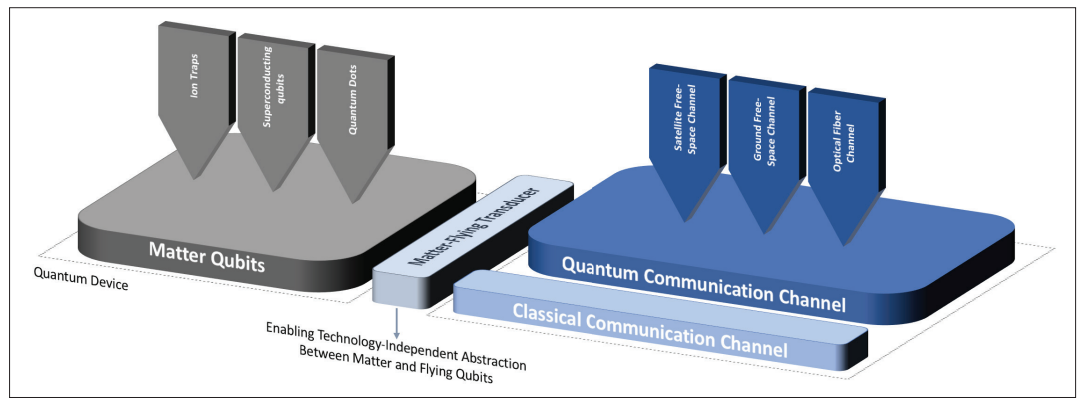 Ion Traps
Superconducting
qubits
Quantum Dots
Satellite Free-
Space Channel
Ground Free-
Space Channel
Optical Fiber
Channel
Matter Qubits
Matter-Flying Transducer
Quantum Communication Channel
Classical Communication Channel
Quantum Device
Enabling Technology-Independent Abstraction
Between Matter and Flying Qubits